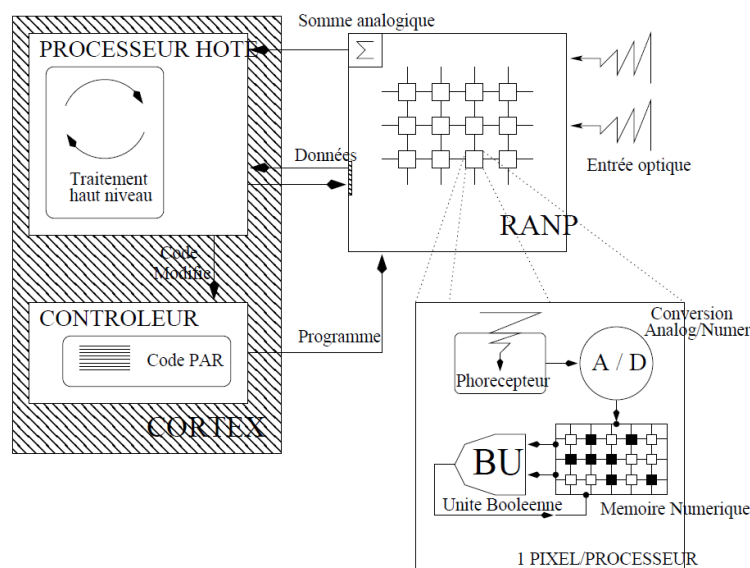 Somme analogique
PROCESSEUR HOTE
Σ
Traitement
haut niveau
Données
Entrée optique
RANP
Code
Modifie
CONTROLEUR
Code PAR
Programme
CORTEX
Conversion
Analog/Numer
Phorecepteur
A / D
BU
Unite Booleenne
Memoire Numerique
1 PIXEL/PROCESSEUR